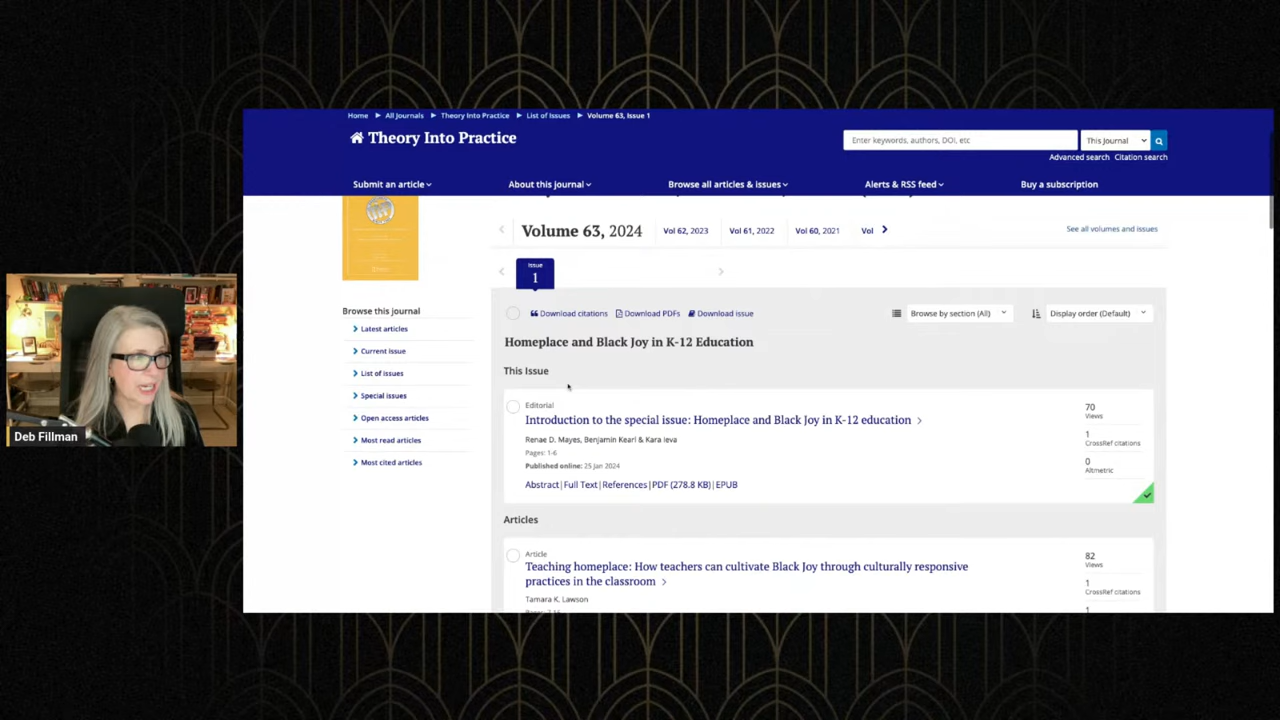 Home ▶ All Journals ▶ Theory Into Practice ▶ List of Issues ▶ Volume 63, Issue 1
Theory Into Practice
Enter keywords, authors, DOI, etc
This Journal
Advanced search Citation search
Submit an article
About this journal
Browse all articles & issues
Alerts & RSS feed
Buy a subscription
Volume 63, 2024
Vol 62, 2023
Vol 61, 2022
Vol 60, 2021
Vol
See all volumes and issues
Issue
1
Browse this journal
Latest articles
Current issue
List of issues
Special issues
Open access articles
Most read articles
Most cited articles
Download citations
Download PDFs
Download issue
Browse by section (All)
Display order (Default)
Homeplace and Black Joy in K-12 Education
This Issue
Editorial
Introduction to the special issue: Homeplace and Black Joy in K-12 education
Renae D. Mayes, Benjamin Kearl & Kara Ieva
Pages: 1-6
Published online: 25 Jan 2024
Abstract | Full Text | References | PDF (278.8 KB) | EPUB
70
Views
1
CrossRef citations
0
Altmetric
Articles
Article
Teaching homeplace: How teachers can cultivate Black Joy through culturally responsive
practices in the classroom
Tamara K. Lawson
82
Views
1
CrossRef citations
1
Deb Fillman